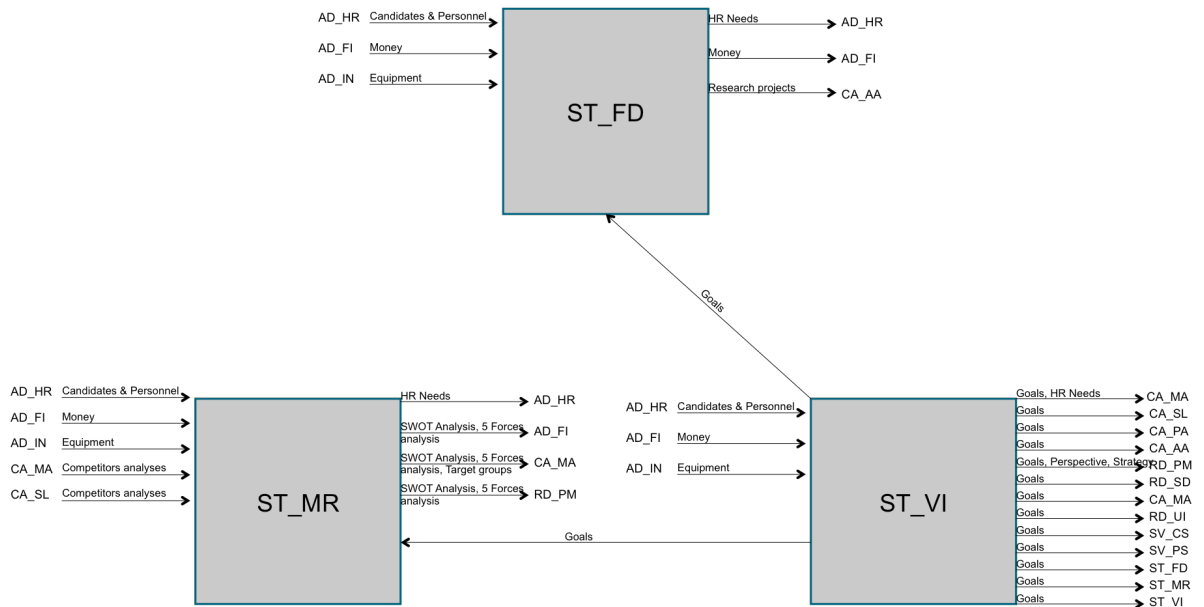 AD_HR Candidates & Personnel
AD_FI Money
AD_IN Equipment
ST_FD
HR Needs AD_HR
Money AD_FI
Research projects CA_AA
Goals
AD_HR Candidates & Personnel
AD_FI Money
AD_IN Equipment
CA_MA Competitors analyses
CA_SL Competitors analyses
ST_MR
HR Needs AD_HR
SWOT Analysis, 5 Forces
analysis
AD_FI
SWOT Analysis, 5 Forces
analysis, Target groups
CA_MA
SWOT Analysis, 5 Forces
analysis
RD_PM
Goals
AD_HR Candidates & Personnel
AD_FI Money
AD_IN Equipment
ST_VI
Goals, HR Needs CA_MA
Goals CA_SL
Goals CA_PA
Goals CA_AA
Goals, Perspective, Strategy RD_PM
Goals RD_SD
Goals CA_MA
Goals RD_UI
Goals SV_CS
Goals SV_PS
Goals ST_FD
Goals ST_MR
Goals ST_VI